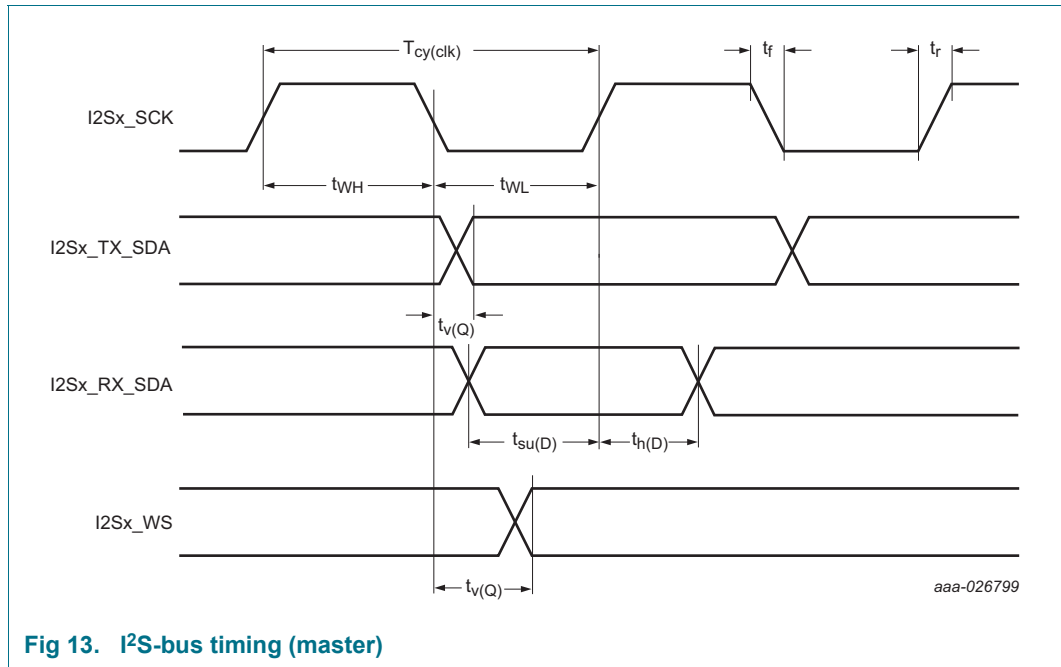 Tcy(clk)
tf
tr
I2Sx_SCK
tWH
tWL
I2Sx_TX_SDA
tv(Q)
I2Sx_RX_SDA
tsu(D)
th(D)
I2Sx_WS
tv(Q)
aaa-026799
Fig 13. I²S-bus timing (master)